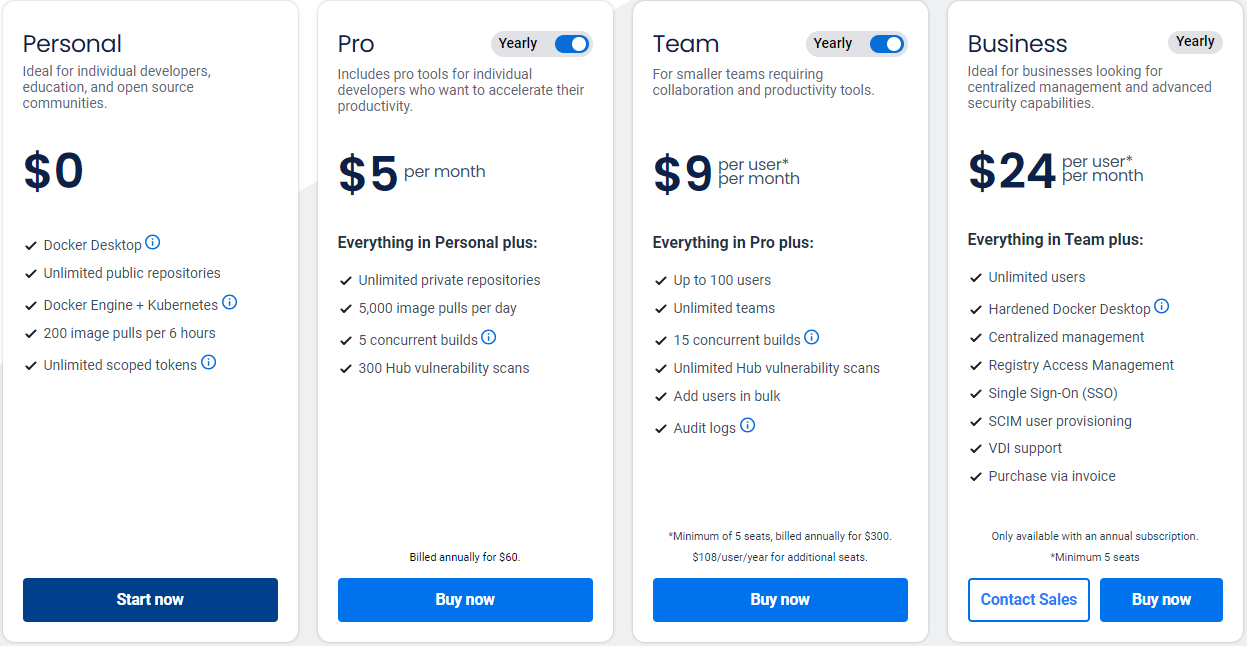 Personal
Ideal for individual developers,
education, and open source
communities.
$0
Docker Desktop
Unlimited public repositories
Docker Engine + Kubernetes
200 image pulls per 6 hours
Unlimited scoped tokens
Start now
Pro
Yearly
Includes pro tools for individual
developers who want to accelerate their
productivity.
$5 per month
Everything in Personal plus:
Unlimited private repositories
5,000 image pulls per day
5 concurrent builds
300 Hub vulnerability scans
Billed annually for $60.
Buy now
Team
Yearly
For smaller teams requiring
collaboration and productivity tools.
$9 per user*
per month
Everything in Pro plus:
Up to 100 users
Unlimited teams
15 concurrent builds
Unlimited Hub vulnerability scans
Add users in bulk
Audit logs
*Minimum of 5 seats, billed annually for $300.
$108/user/year for additional seats.
Buy now
Business
Yearly
Ideal for businesses looking for
centralized management and advanced
security capabilities.
$24 per user*
per month
Everything in Team plus:
Unlimited users
Hardened Docker Desktop
Centralized management
Registry Access Management
Single Sign-On (SSO)
SCIM user provisioning
VDI support
Purchase via invoice
Only available with an annual subscription.
*Minimum 5 seats
Contact Sales
Buy now